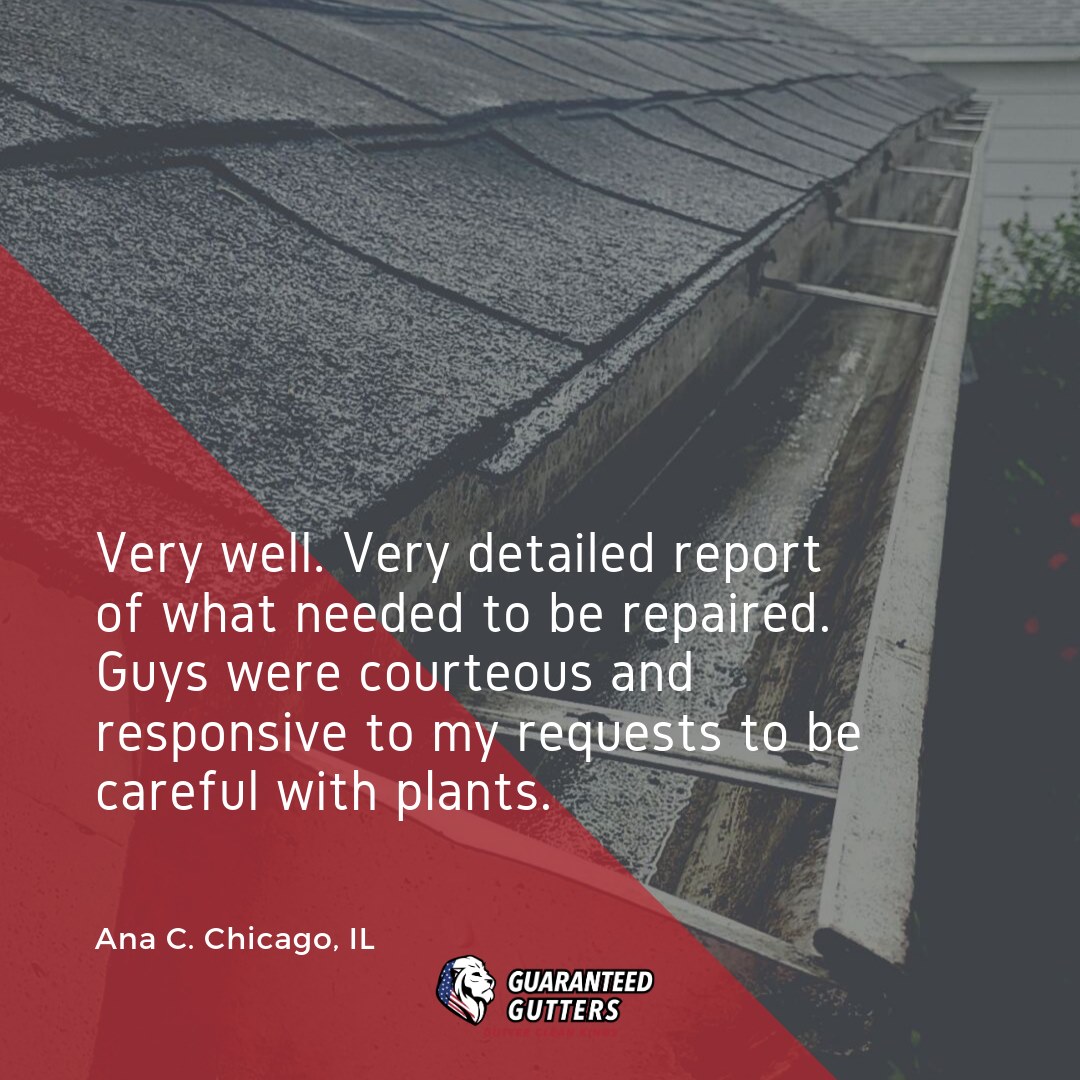 Very well. Very detailed report
of what needed to be repaired.
Guys were courteous and
responsive to my requests to be
careful with plants.
Ana C. Chicago, IL
GUARANTEED
GUTTERS